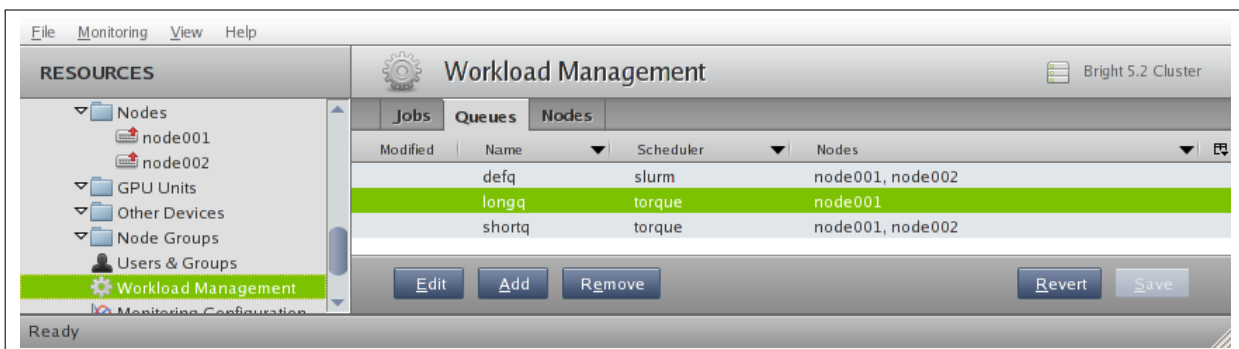 File Monitoring View Help
RESOURCES
Nodes
node001
node002
GPU Units
Other Devices
Node Groups
Users & Groups
Workload Management
Monitoring Configuration
Workload Management
Bright 5.2 Cluster
Jobs Queues Nodes
Modified Name Scheduler Nodes
defq slurm node001, node002
longq torque node001
shortq torque node001, node002
Edit Add Remove Revert Save
Ready